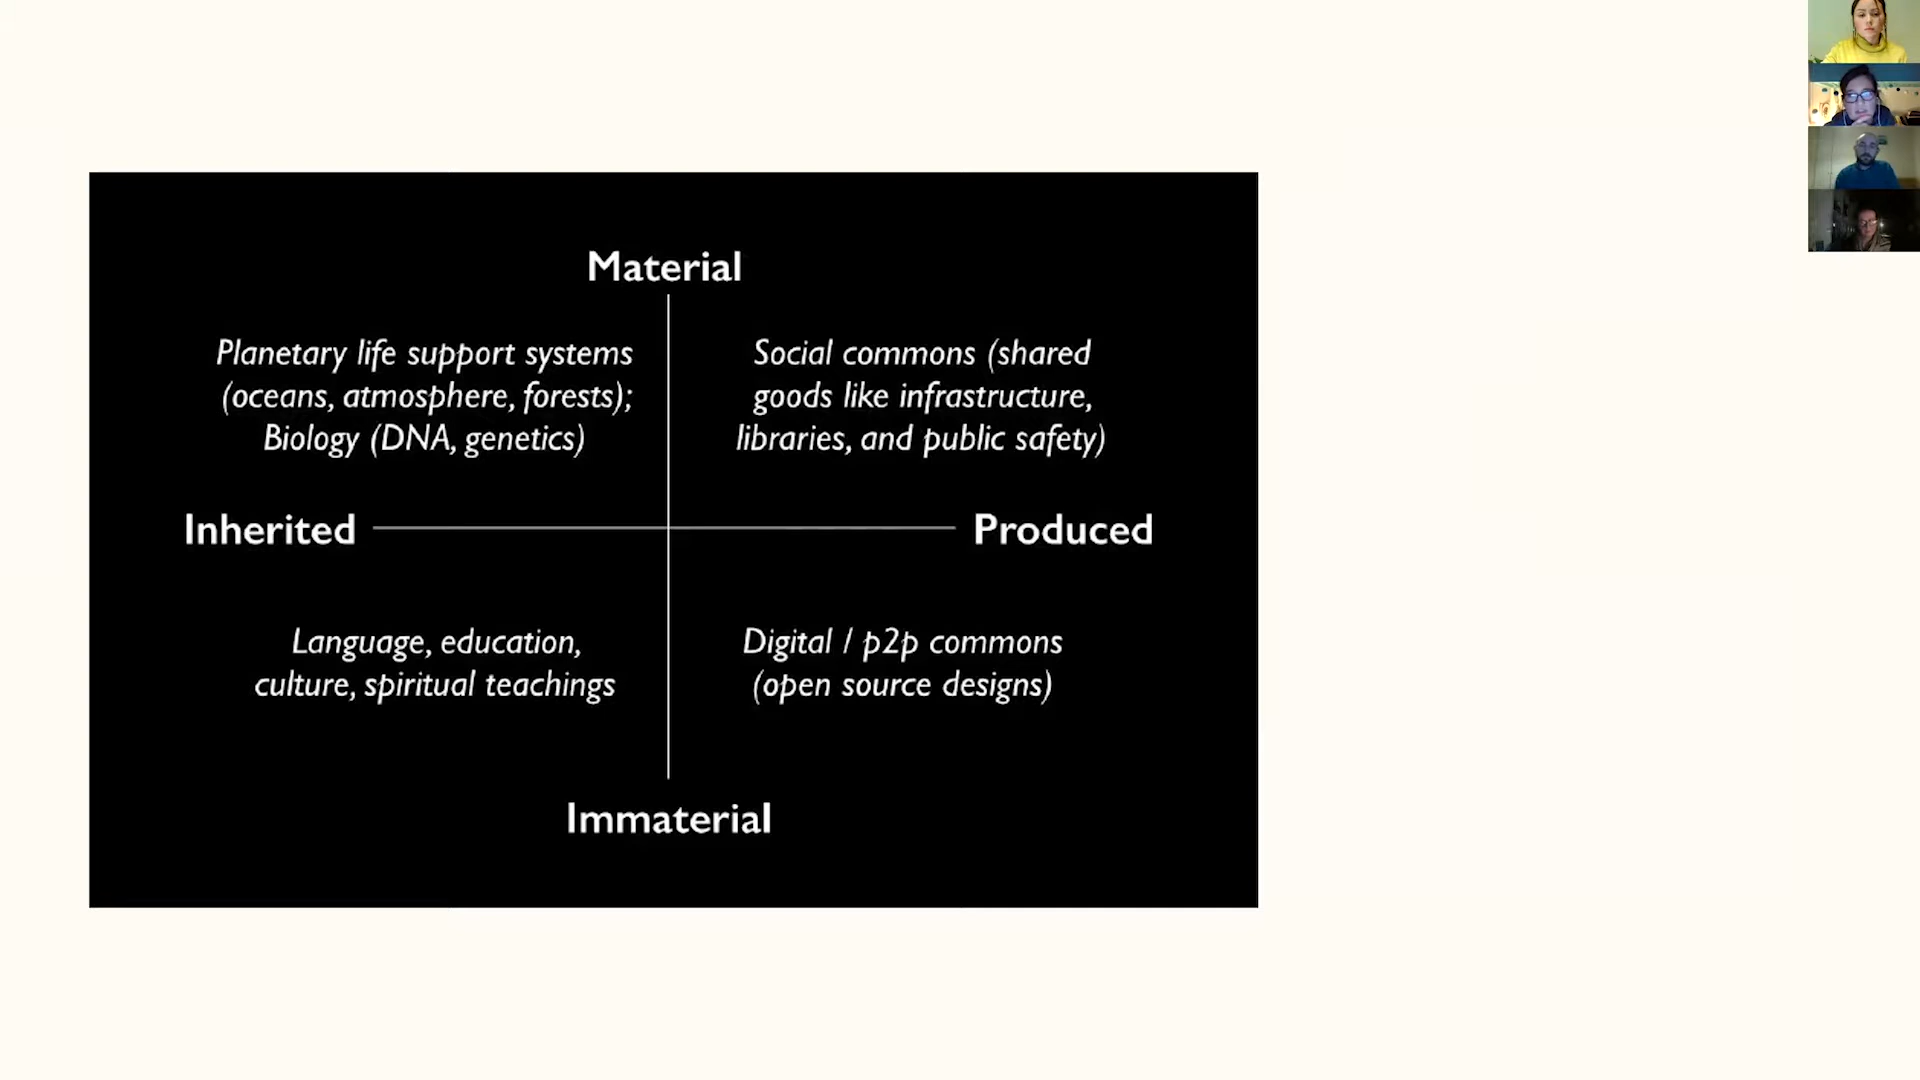 Material
Planetary life support systems
(oceans, atmosphere, forests);
Biology (DNA, genetics)
Social commons (shared
goods like infrastructure,
libraries, and public safety)
Inherited
Produced
Language, education,
culture, spiritual teachings
Digital / p2p commons
(open source designs)
Immaterial